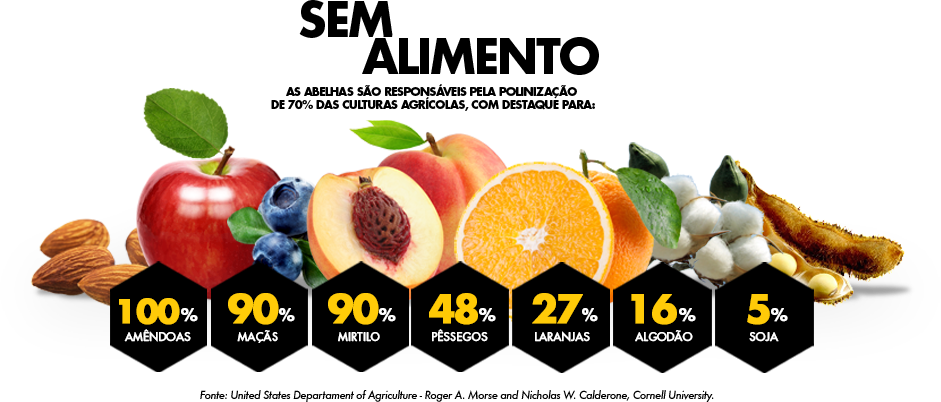 SEM
ALIMENTO
AS ABELHAS SÃO RESPONSÁVEIS PELA POLINIZAÇÃO
DE 70% DAS CULTURAS AGRÍCOLAS, COM DESTAQUE PARA:
100%
AMÊNDOAS
90%
MAÇÃS
90%
MIRTILO
48%
PÊSSEGOS
27%
LARANJAS
16%
ALGODÃO
5%
SOJA
Fonte: United States Departament of Agriculture - Roger A. Morse and Nicholas W. Calderone, Cornell University.